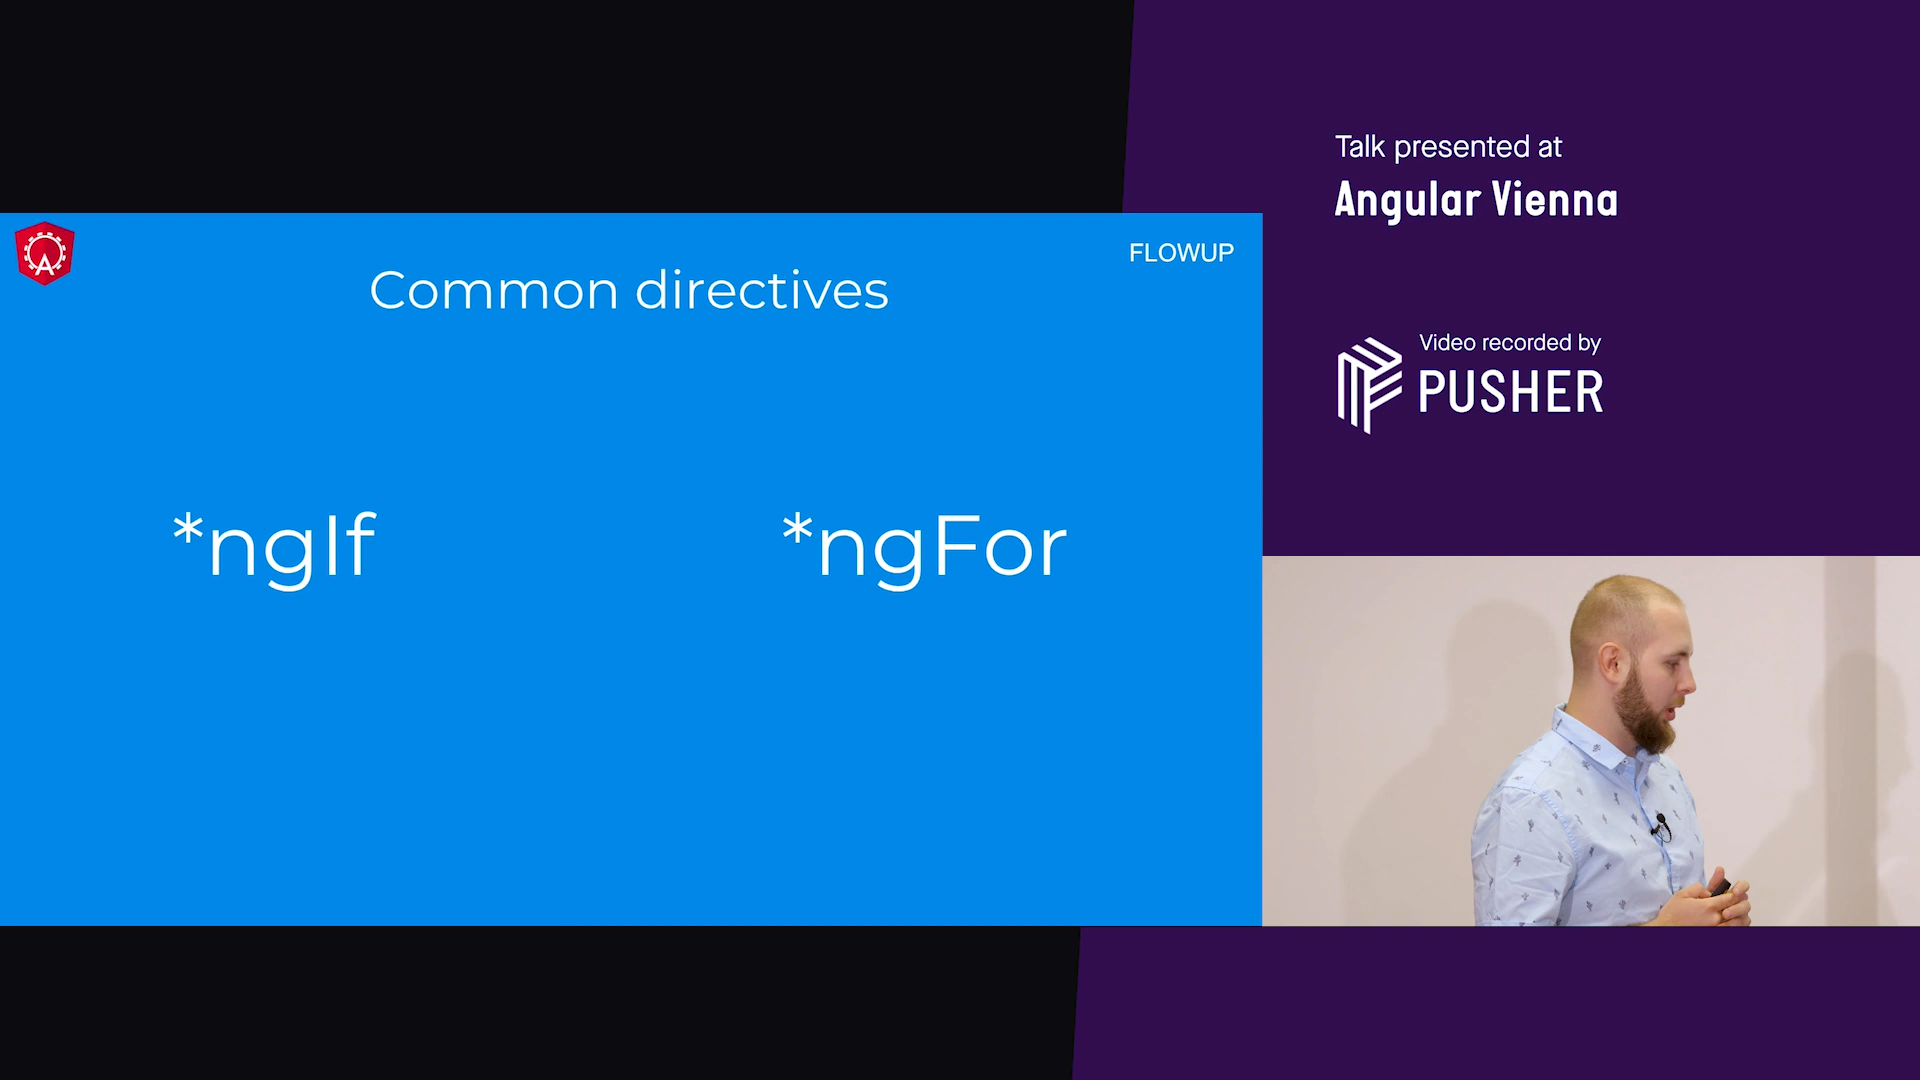 FLOWUP
Common directives
*ngIf
*ngFor
Talk presented at
Angular Vienna
Video recorded by
PUSHER